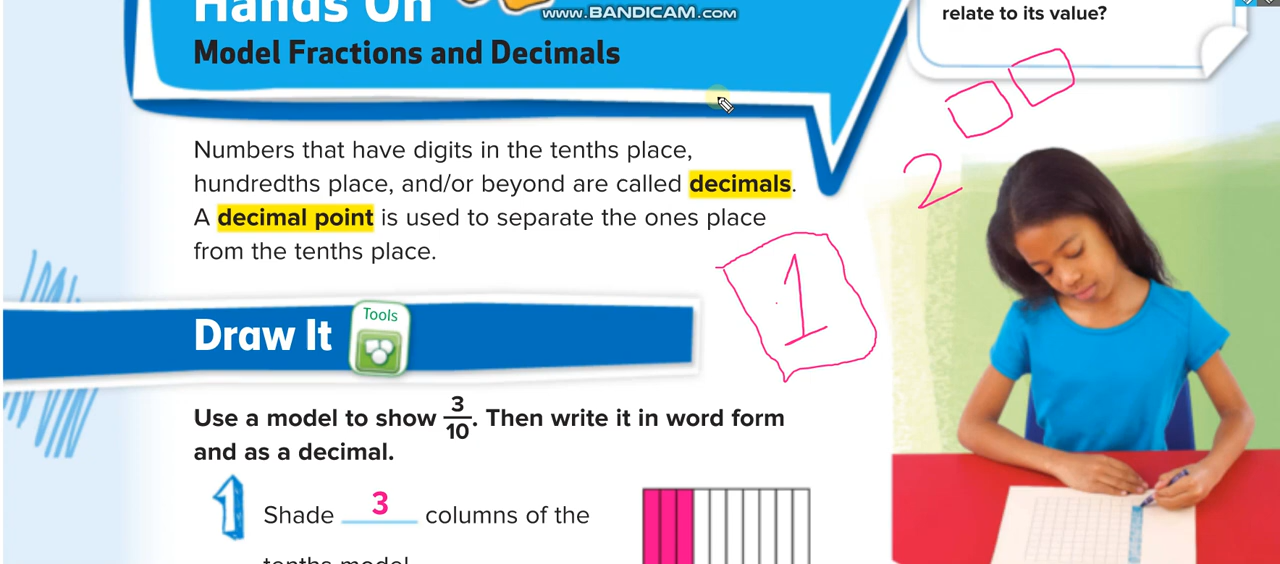 Hands On
www.BANDICAM.com
relate to its value?
Model Fractions and Decimals
Numbers that have digits in the tenths place,
hundredths place, and/or beyond are called decimals.
A decimal point is used to separate the ones place
from the tenths place.
2
1
Draw It
Tools
Use a model to show 3/10. Then write it in word form
and as a decimal.
1
Shade 3 columns of the
tenths model